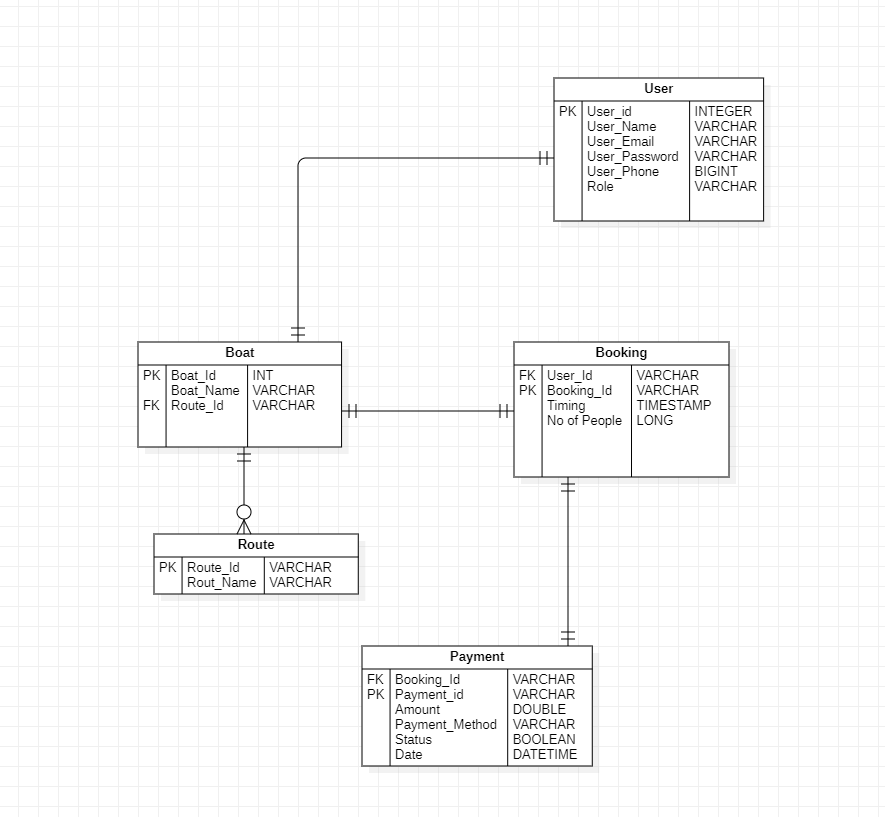 User
PK User_id INTEGER
User_Name VARCHAR
User_Email VARCHAR
User_Password VARCHAR
User_Phone BIGINT
Role VARCHAR
Boat
PK Boat_Id INT
Boat_Name VARCHAR
FK Route_Id VARCHAR
Booking
FK User_Id VARCHAR
PK Booking_Id VARCHAR
Timing TIMESTAMP
No of People LONG
Route
PK Route_Id VARCHAR
Rout_Name VARCHAR
Payment
FK Booking_Id VARCHAR
PK Payment_id VARCHAR
Amount DOUBLE
Payment_Method VARCHAR
Status BOOLEAN
Date DATETIME